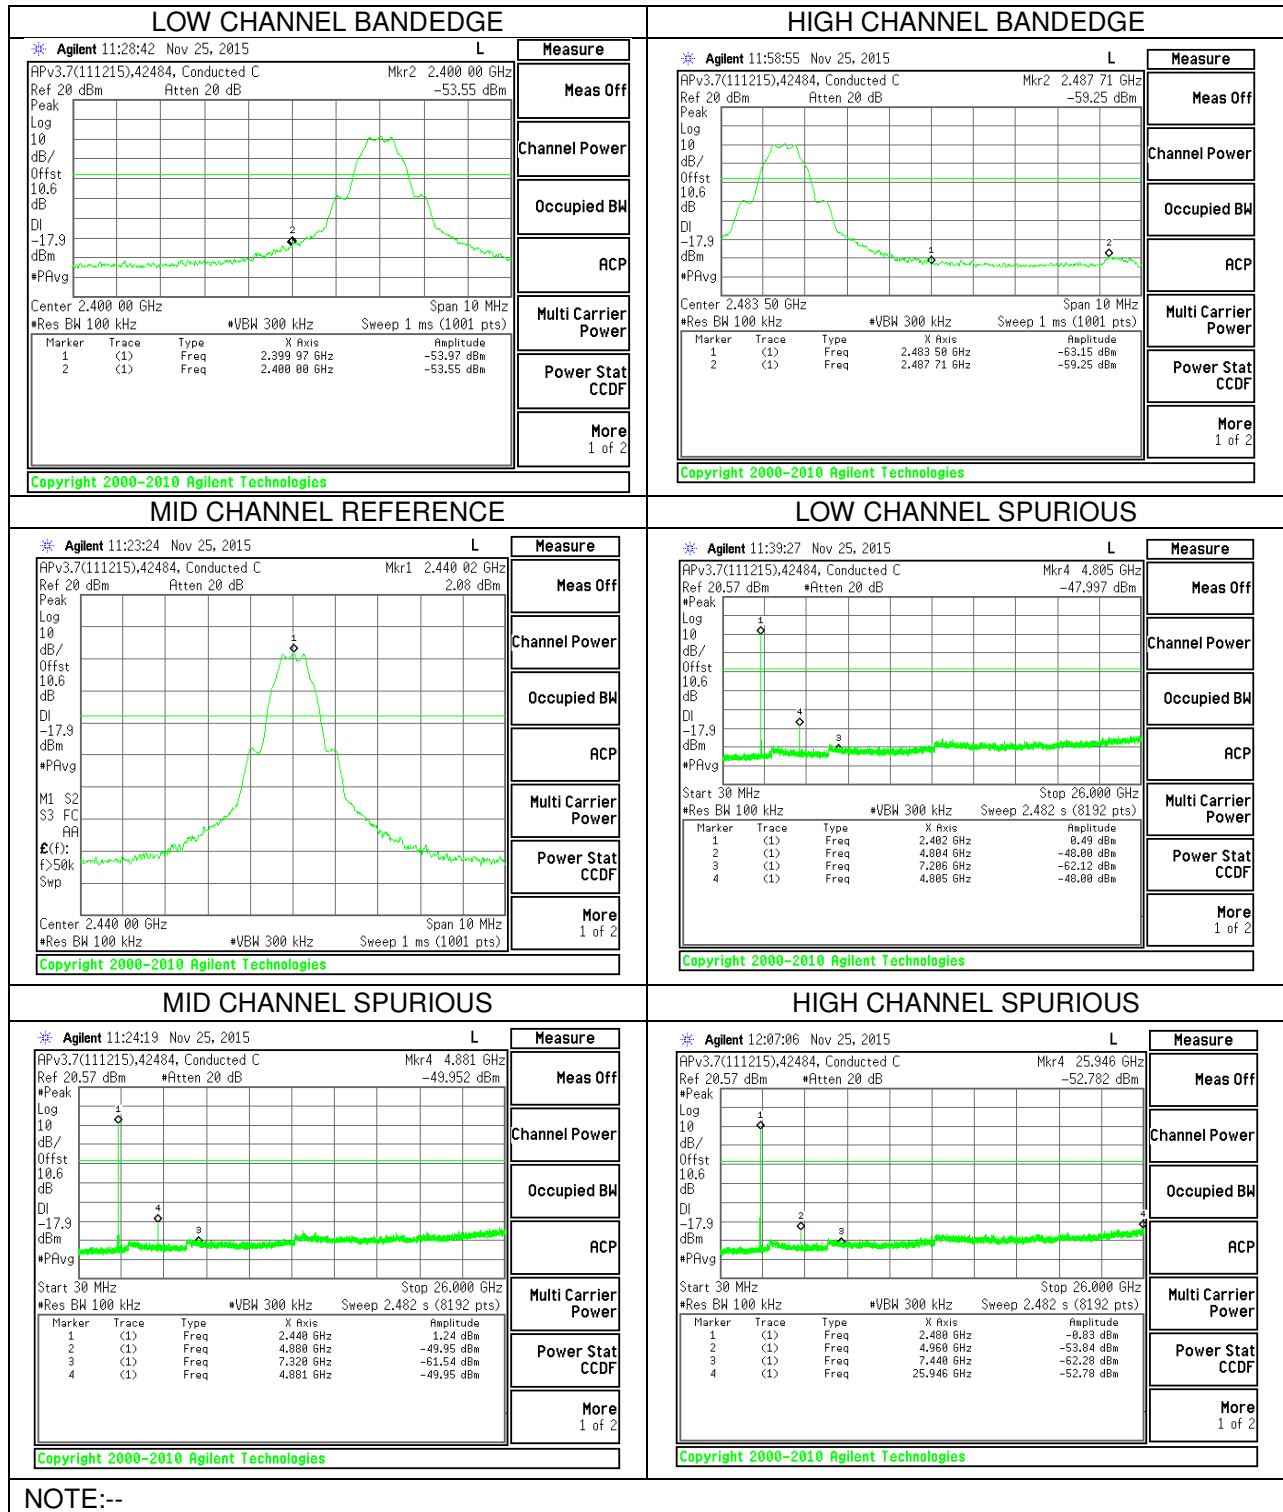 LOW CHANNEL BANDEDGE
Agilent 11:28:42 Nov 25, 2015 L
APv3.7(111215),42484, Conducted C Mkr2 2.400 00 GHz
Ref 20 dBm Atten 20 dB -53.55 dBm
Peak
Log
10
dB/
Offst
10.6
dB
DI
-17.9
dBm
#PAvg
2
Center 2.400 00 GHz Span 10 MHz
#Res BW 100 kHz #VBW 300 kHz Sweep 1 ms (1001 pts)
Marker Trace Type X Axis Amplitude
1 (1) Freq 2.399 97 GHz -53.97 dBm
2 (1) Freq 2.400 00 GHz -53.55 dBm
Measure
Meas Off
Channel Power
Occupied BW
ACP
Multi Carrier
Power
Power Stat
CCDF
More
1 of 2
Copyright 2000-2010 Agilent Technologies
HIGH CHANNEL BANDEDGE
Agilent 11:58:55 Nov 25, 2015 L
APv3.7(111215),42484, Conducted C Mkr2 2.487 71 GHz
Ref 20 dBm Atten 20 dB -59.25 dBm
Peak
Log
10
dB/
Offst
10.6
dB
DI
-17.9
dBm
#PAvg
1
2
Center 2.483 50 GHz Span 10 MHz
#Res BW 100 kHz #VBW 300 kHz Sweep 1 ms (1001 pts)
Marker Trace Type X Axis Amplitude
1 (1) Freq 2.483 50 GHz -63.15 dBm
2 (1) Freq 2.487 71 GHz -59.25 dBm
Measure
Meas Off
Channel Power
Occupied BW
ACP
Multi Carrier
Power
Power Stat
CCDF
More
1 of 2
Copyright 2000-2010 Agilent Technologies
MID CHANNEL REFERENCE
Agilent 11:23:24 Nov 25, 2015 L
APv3.7(111215),42484, Conducted C Mkr1 2.440 02 GHz
Ref 20 dBm Atten 20 dB 2.08 dBm
Peak
Log
10
dB/
Offst
10.6
dB
DI
-17.9
dBm
#PAvg
M1 S2
S3 FC
AA
£(f):
f>50k
Swp
1
Center 2.440 00 GHz Span 10 MHz
#Res BW 100 kHz #VBW 300 kHz Sweep 1 ms (1001 pts)
Measure
Meas Off
Channel Power
Occupied BW
ACP
Multi Carrier
Power
Power Stat
CCDF
More
1 of 2
Copyright 2000-2010 Agilent Technologies
LOW CHANNEL SPURIOUS
Agilent 11:39:27 Nov 25, 2015 L
APv3.7(111215),42484, Conducted C Mkr4 4.805 GHz
Ref 20.57 dBm #Atten 20 dB -47.997 dBm
#Peak
Log
10
dB/
Offst
10.6
dB
DI
-17.9
dBm
#PAvg
1
4
3
Start 30 MHz Stop 26.000 GHz
#Res BW 100 kHz #VBW 300 kHz Sweep 2.482 s (8192 pts)
Marker Trace Type X Axis Amplitude
1 (1) Freq 2.402 GHz 0.49 dBm
2 (1) Freq 4.804 GHz -48.00 dBm
3 (1) Freq 7.206 GHz -62.12 dBm
4 (1) Freq 4.805 GHz -48.00 dBm
Measure
Meas Off
Channel Power
Occupied BW
ACP
Multi Carrier
Power
Power Stat
CCDF
More
1 of 2
Copyright 2000-2010 Agilent Technologies
MID CHANNEL SPURIOUS
Agilent 11:24:19 Nov 25, 2015 L
APv3.7(111215),42484, Conducted C Mkr4 4.881 GHz
Ref 20.57 dBm #Atten 20 dB -49.952 dBm
#Peak
Log
10
dB/
Offst
10.6
dB
DI
-17.9
dBm
#PAvg
1
4
3
Start 30 MHz Stop 26.000 GHz
#Res BW 100 kHz #VBW 300 kHz Sweep 2.482 s (8192 pts)
Marker Trace Type X Axis Amplitude
1 (1) Freq 2.440 GHz 1.24 dBm
2 (1) Freq 4.880 GHz -49.95 dBm
3 (1) Freq 7.320 GHz -61.54 dBm
4 (1) Freq 4.881 GHz -49.95 dBm
Measure
Meas Off
Channel Power
Occupied BW
ACP
Multi Carrier
Power
Power Stat
CCDF
More
1 of 2
Copyright 2000-2010 Agilent Technologies
HIGH CHANNEL SPURIOUS
Agilent 12:07:06 Nov 25, 2015 L
APv3.7(111215),42484, Conducted C Mkr4 25.946 GHz
Ref 20.57 dBm #Atten 20 dB -52.782 dBm
#Peak
Log
10
dB/
Offst
10.6
dB
DI
-17.9
dBm
#PAvg
1
2
3
4
Start 30 MHz Stop 26.000 GHz
#Res BW 100 kHz #VBW 300 kHz Sweep 2.482 s (8192 pts)
Marker Trace Type X Axis Amplitude
1 (1) Freq 2.480 GHz -0.83 dBm
2 (1) Freq 4.960 GHz -53.84 dBm
3 (1) Freq 7.440 GHz -62.28 dBm
4 (1) Freq 25.946 GHz -52.78 dBm
Measure
Meas Off
Channel Power
Occupied BW
ACP
Multi Carrier
Power
Power Stat
CCDF
More
1 of 2
Copyright 2000-2010 Agilent Technologies
NOTE:--